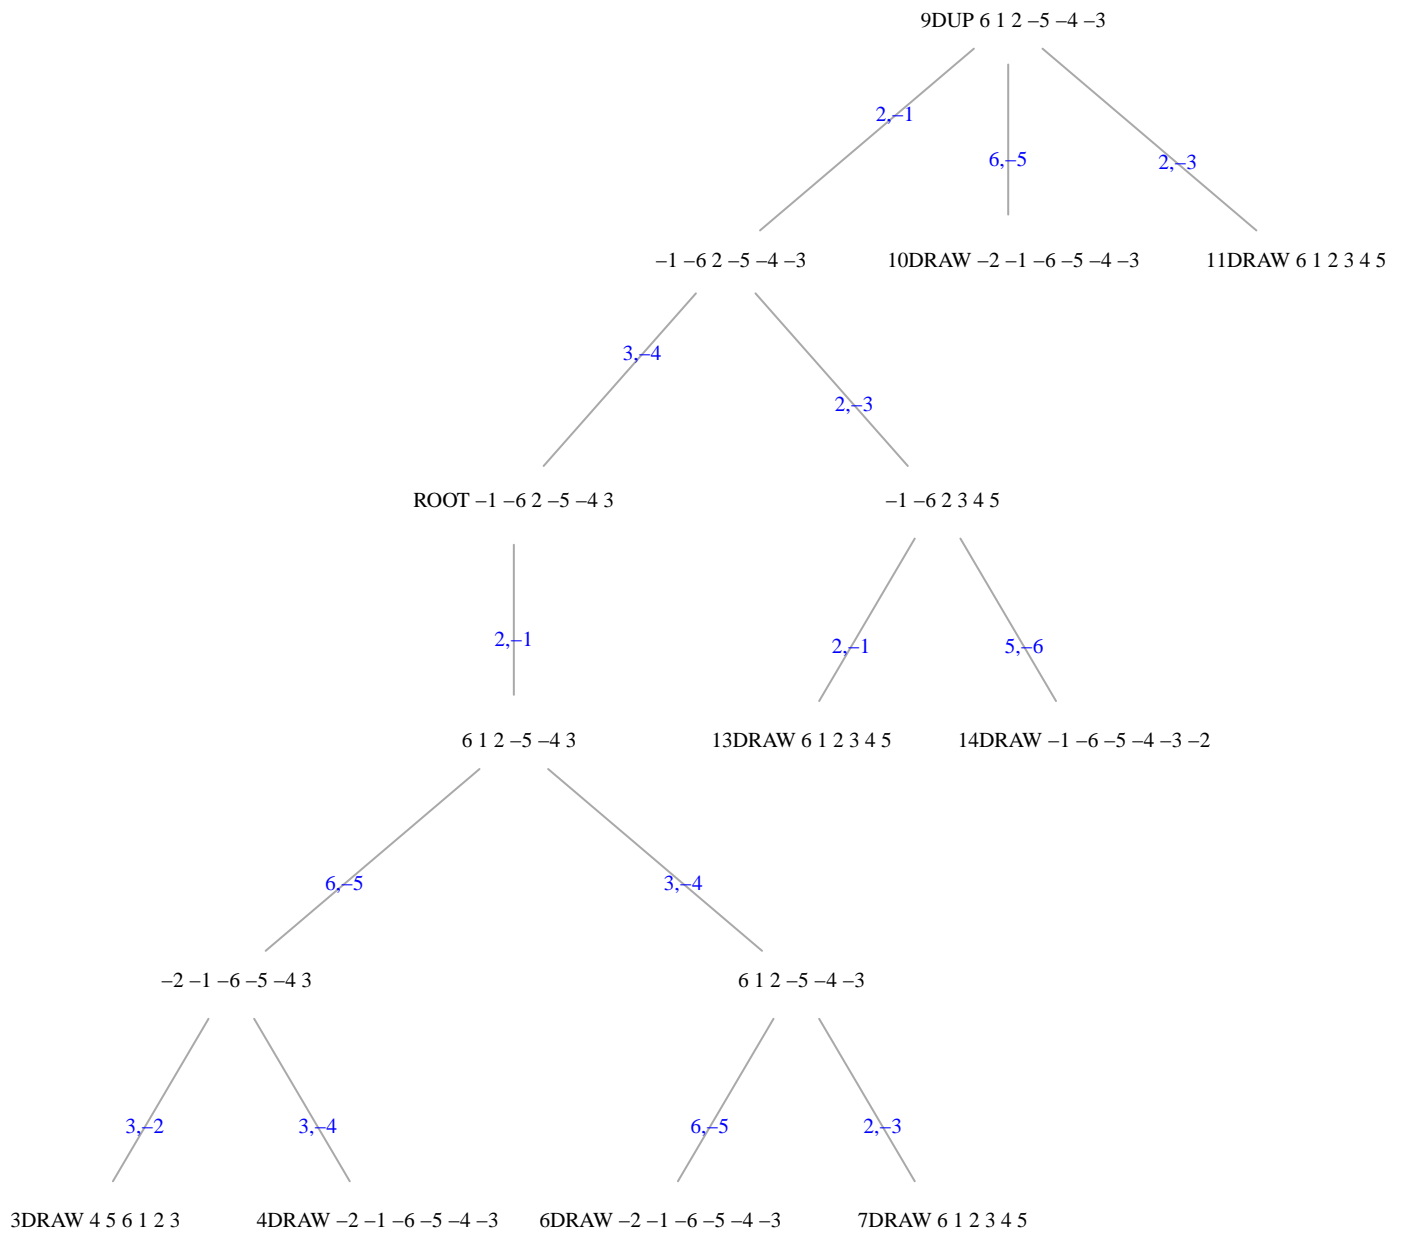 9DUP 6 1 2 –5 –4 –3
2,–1
6,–5
2,–3
–1 –6 2 –5 –4 –3
10DRAW –2 –1 –6 –5 –4 –3
11DRAW 6 1 2 3 4 5
3,–4
2,–3
ROOT –1 –6 2 –5 –4 3
–1 –6 2 3 4 5
2,–1
2,–1
5,–6
6 1 2 –5 –4 3
13DRAW 6 1 2 3 4 5
14DRAW –1 –6 –5 –4 –3 –2
6,–5
3,–4
–2 –1 –6 –5 –4 3
6 1 2 –5 –4 –3
3,–2
3,–4
6,–5
2,–3
3DRAW 4 5 6 1 2 3
4DRAW –2 –1 –6 –5 –4 –3
6DRAW –2 –1 –6 –5 –4 –3
7DRAW 6 1 2 3 4 5